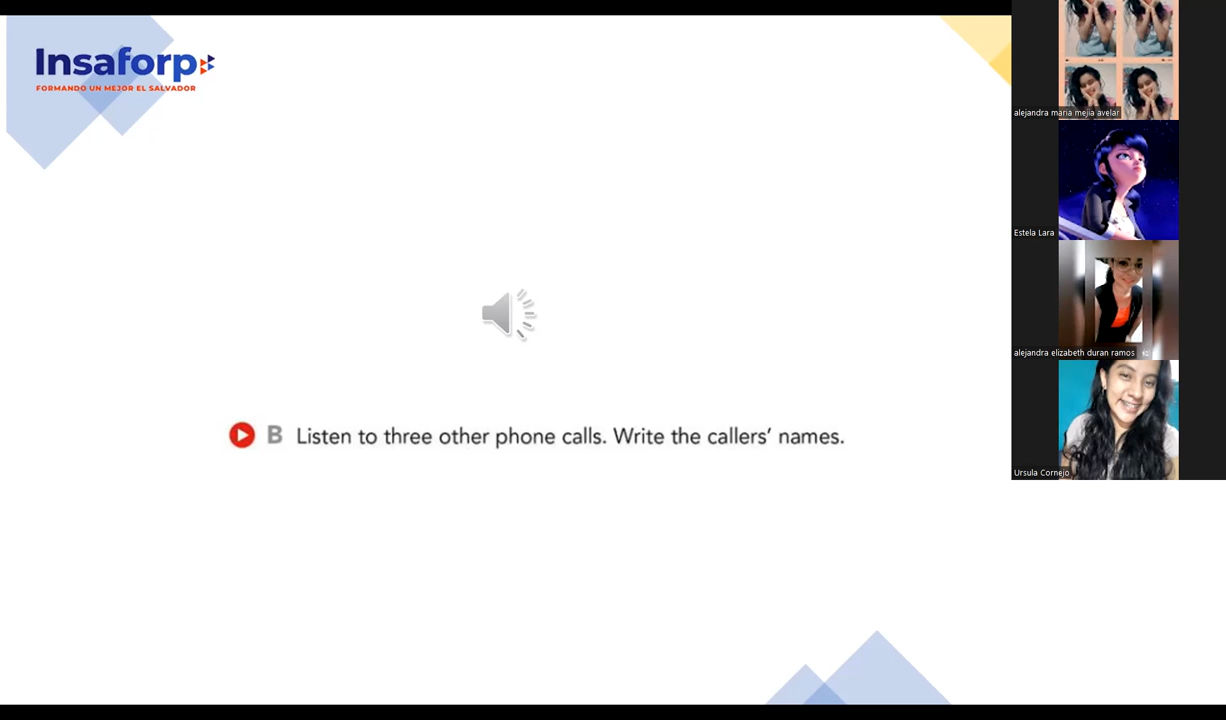 Insaforp
FORMANDO UN MEJOR EL SALVADOR
B Listen to three other phone calls. Write the callers' names.
alejandra maria mejia avelar
Estela Lara
alejandra elizabeth duran ramos
Ursula Cornejo